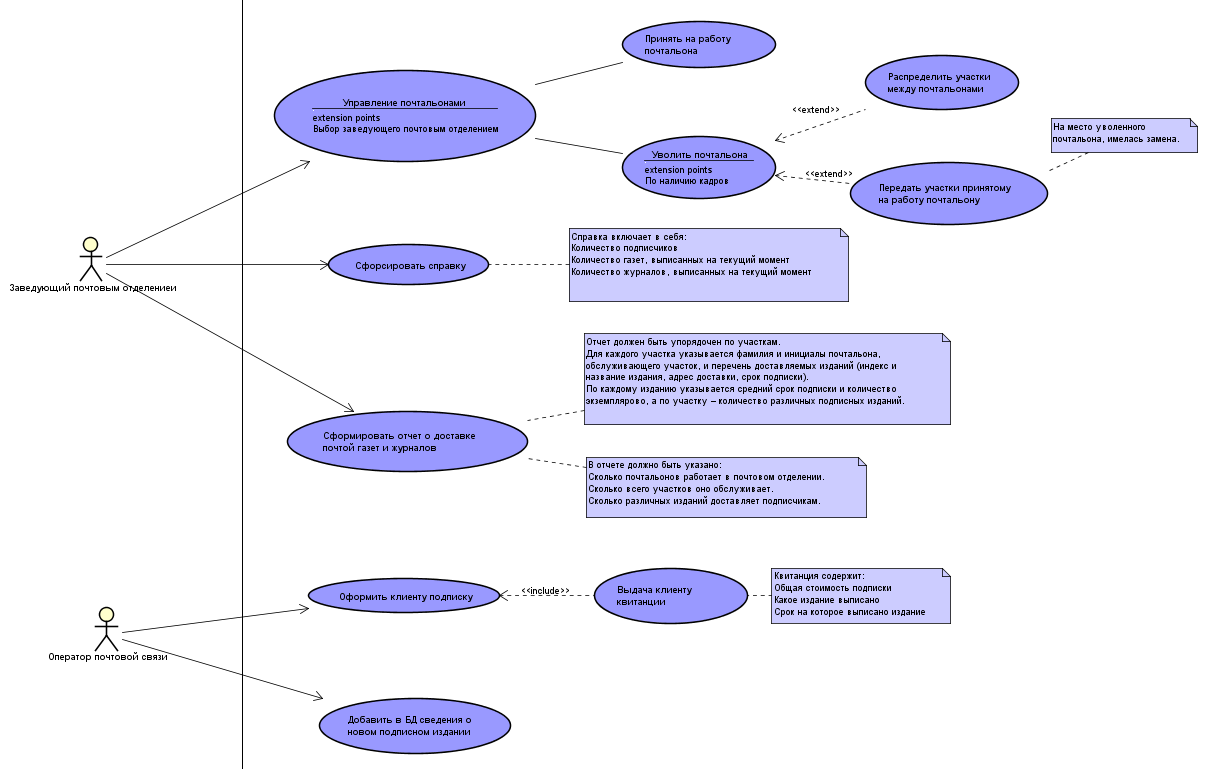 Принять на работу
почтальона
Управление почтальонами
extension points
Выбор заведующего почтовым отделением
Распределить участки
между почтальонами
<<extend>>
На место уволенного
почтальона, имелась замена.
Уволить почтальона
extension points
По наличию кадров
<<extend>>
Передать участки принятому
на работу почтальону
Заведующий почтовым отделениеи
Сфорсировать справку
Справка включает в себя:
Количество подписчиков
Количество газет, выписанных на текущий момент
Количество журналов, выписанных на текущий момент
Отчет должен быть упорядочен по участкам.
Для каждого участка указывается фамилия и инициалы почтальона,
обслуживающего участок, и перечень доставляемых изданий (индекс и
название издания, адрес доставки, срок подписки).
По каждому изданию указывается средний срок подписки и количество
экземплярово, а по участку – количество различных подписных изданий.
Сформировать отчет о доставке
почтой газет и журналов
В отчете должно быть указано:
Сколько почтальонов работает в почтовом отделении.
Сколько всего участков оно обслуживает.
Сколько различных изданий доставляет подписчикам.
Оформить клиенту подписку
<<include>>
Выдача клиенту
квитанции
Квитанция содержит:
Общая стоимость подписки
Какое издание выписано
Срок на которое выписано издание
Оператор почтовой связи
Добавить в БД сведения о
новом подписном издании